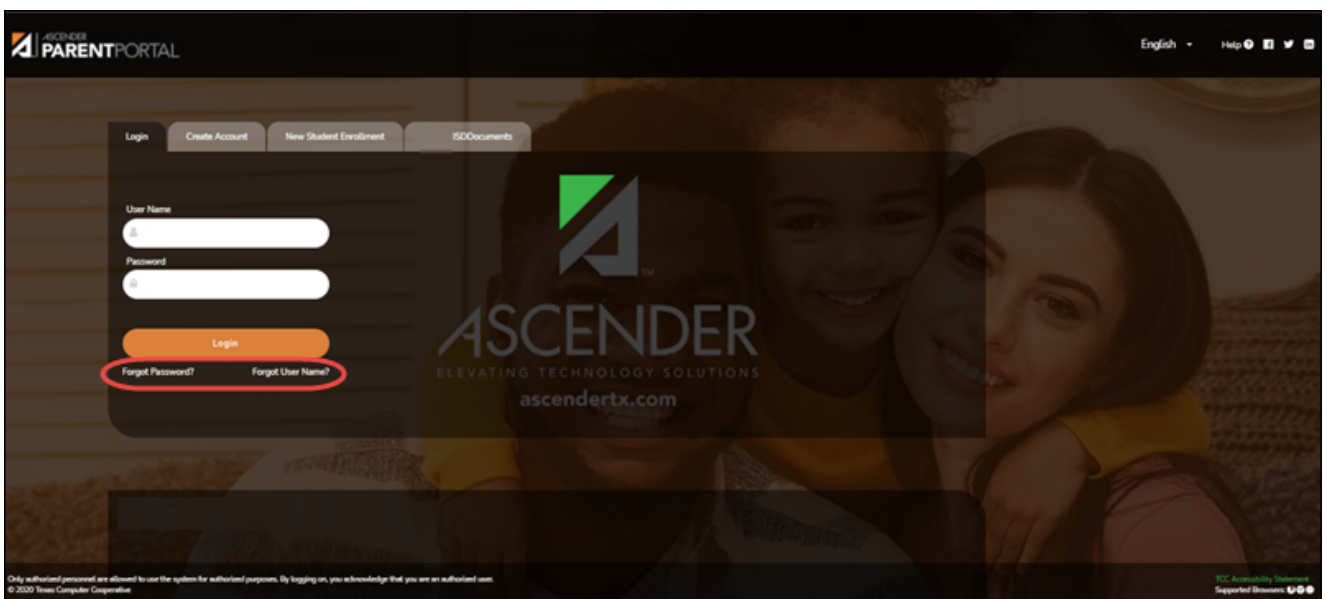 ASCENDER
PARENTPORTAL
English
Help
Login
Create Account
New Student Enrollment
ISDDocuments
User Name
Password
Login
Forgot Password?
Forgot User Name?
TM
ASCENDER
ELEVATING TECHNOLOGY SOLUTIONS
ascendertx.com
Only authorized personnel are allowed to use the system for authorized purposes. By logging on, you acknowledge that you are an authorized user.
© 2020 Texas Computer Cooperative
TCC Accessibility Statement
Supported Browsers: